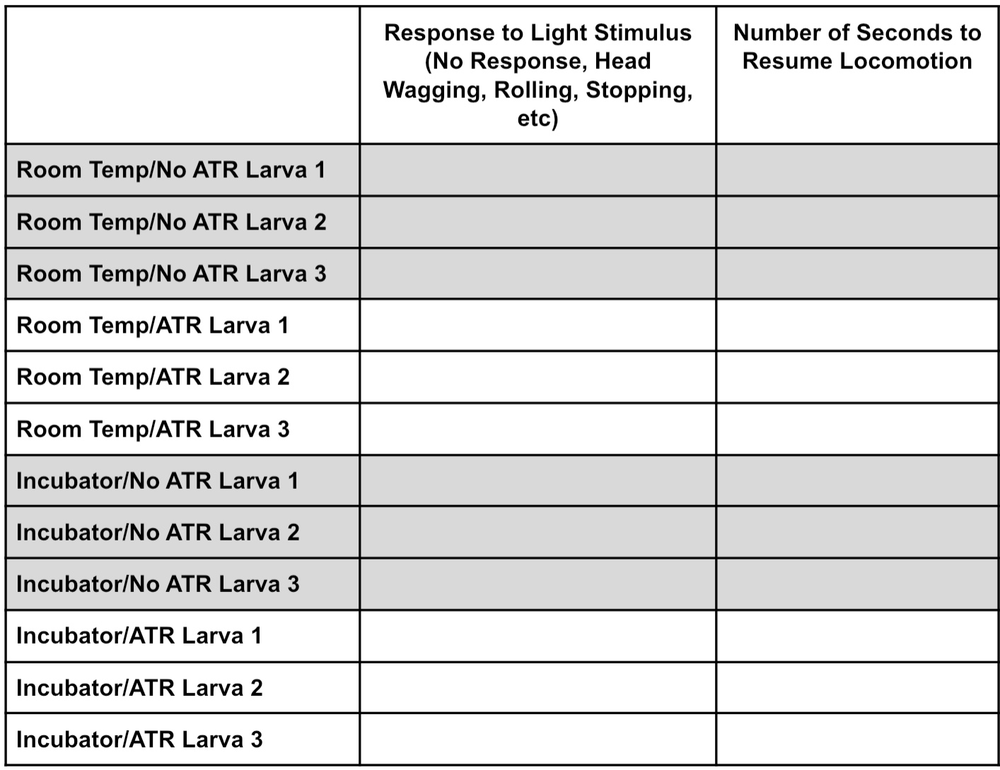 Response to Light Stimulus
(No Response, Head
Wagging, Rolling, Stopping,
etc)
Number of Seconds to
Resume Locomotion
Room Temp/No ATR Larva 1
Room Temp/No ATR Larva 2
Room Temp/No ATR Larva 3
Room Temp/ATR Larva 1
Room Temp/ATR Larva 2
Room Temp/ATR Larva 3
Incubator/No ATR Larva 1
Incubator/No ATR Larva 2
Incubator/No ATR Larva 3
Incubator/ATR Larva 1
Incubator/ATR Larva 2
Incubator/ATR Larva 3